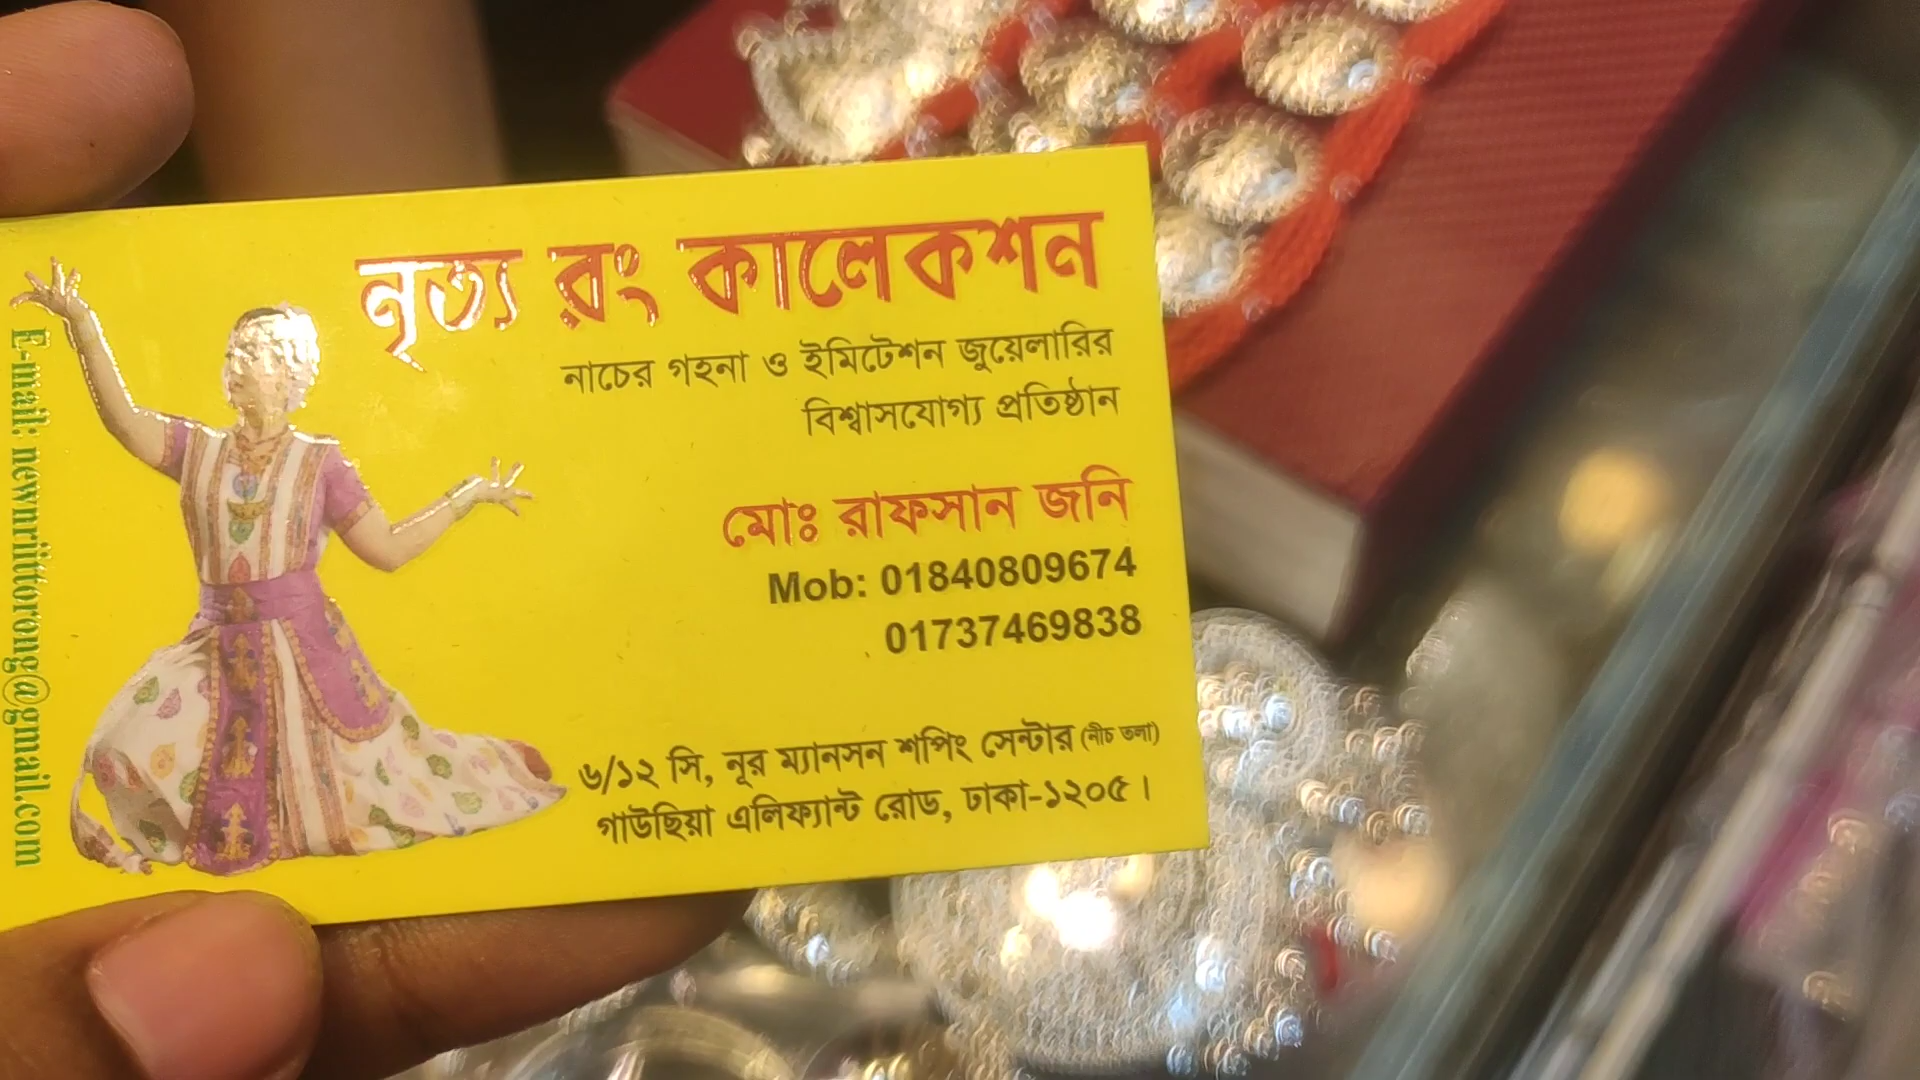 নৃত্য রং কালেকশন
নাচের গহনা ও ইমিটেশন জুয়েলারির
বিশ্বাসযোগ্য প্রতিষ্ঠান
মোঃ রাফসান জনি
Mob: 01840809674
01737469838
৬/১২ সি, নূর ম্যানসন শপিং সেন্টার (নীচ তলা)
গাউছিয়া এলিফ্যান্ট রোড, ঢাকা-১২০৫।
E-mail: newnrittorong@gmail.com